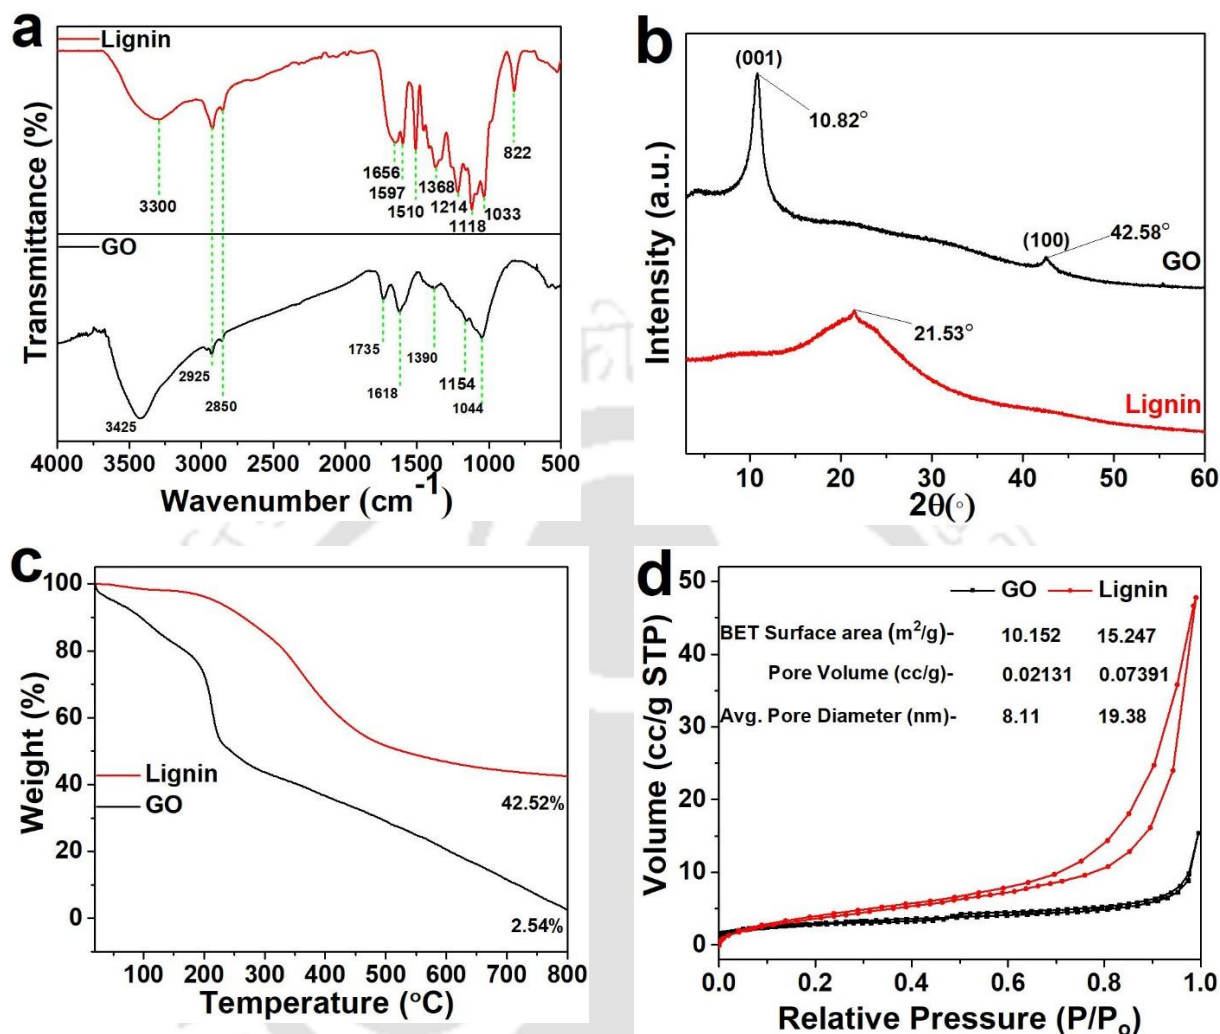 a
Lignin
3300
1656
1597
1510
1368
1214
1118
1033
822
GO
3425
2925
2850
1735
1618
1390
1154
1044
Transmittance (%)
4000 3500 3000 2500 2000 1500 1000 500
Wavenumber (cm⁻¹)
b
(001)
10.82°
(100)
42.58°
GO
21.53°
Lignin
Intensity (a.u.)
10 20 30 40 50 60
2θ(°)
c
100
80
60
40
20
0
Weight (%)
Lignin
GO
42.52%
2.54%
100 200 300 400 500 600 700 800
Temperature (°C)
d
GO Lignin
BET Surface area (m²/g)- 10.152 15.247
Pore Volume (cc/g)- 0.02131 0.07391
Avg. Pore Diameter (nm)- 8.11 19.38
50
40
30
20
10
0
Volume (cc/g STP)
0.0 0.2 0.4 0.6 0.8 1.0
Relative Pressure (P/Pₒ)